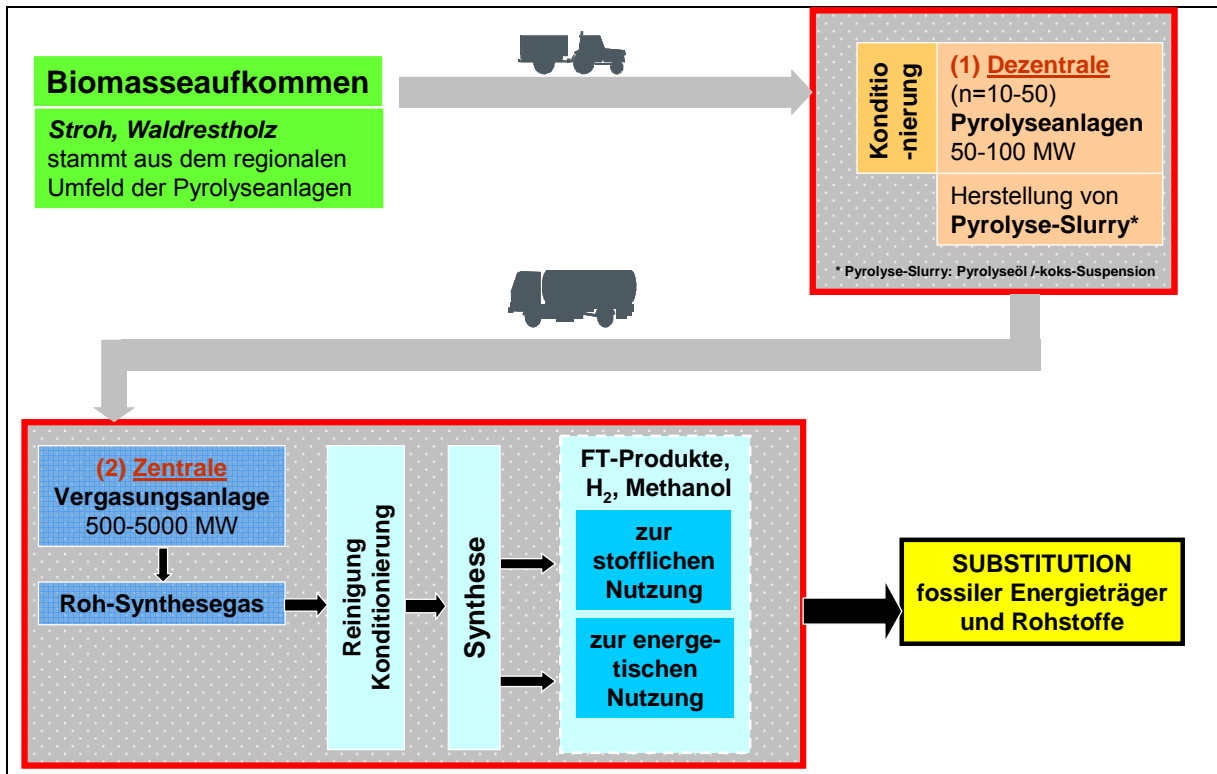 Biomasseaufkommen
Stroh, Waldrestholz
stammt aus dem regionalen
Umfeld der Pyrolyseanlagen
Konditio
-nierung
(1) Dezentrale
(n=10-50)
Pyrolyseanlagen
50-100 MW
Herstellung von
Pyrolyse-Slurry*
* Pyrolyse-Slurry: Pyrolyseöl /-koks-Suspension
(2) Zentrale
Vergasungsanlage
500-5000 MW
Roh-Synthesegas
Reinigung
Konditionierung
Synthese
FT-Produkte,
H₂, Methanol
zur
stofflichen
Nutzung
zur energe-
tischen
Nutzung
SUBSTITUTION
fossiler Energieträger
und Rohstoffe